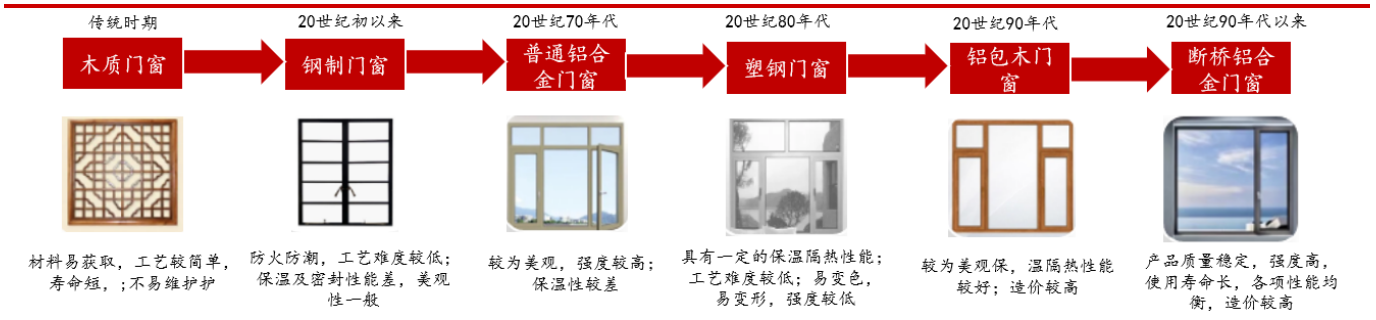 传统时期
20世纪初以来
20世纪70年代
20世纪80年代
20世纪90年代
20世纪90年代以来
木质门窗
钢制门窗
普通铝合
金门窗
塑钢门窗
铝包木门
窗
断桥铝合
金门窗
材料易获取，工艺较简单，
寿命短，;不易维护护
防火防潮，工艺难度较低；
保温及密封性能差，美观
性一般
较为美观，强度较高；
保温性较差
具有一定的保温隔热性能；
工艺难度较低；易变色，
易变形，强度较低
较为美观保，温隔热性能
较好；造价较高
产品质量稳定，强度高，
使用寿命长，各项性能均
衡，造价较高